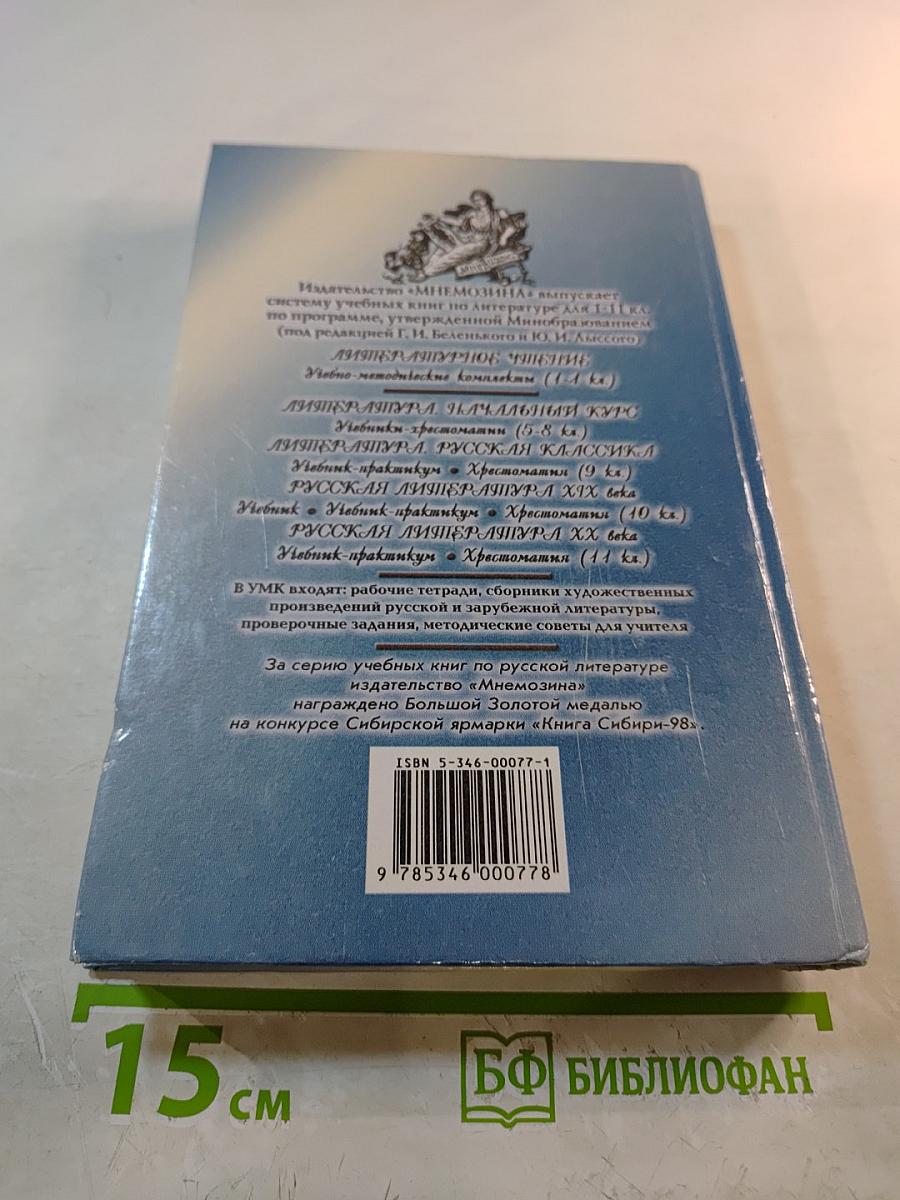 МНЕМОЗИНА
Издательство «МНЕМОЗИНА» выпускает
систему учебных книг по литературе для 1-11 кл.
по программе, утвержденной Минобразованием
(под редакцией Г. И. Беленького и Ю. И. Лыссого)
ЛИТЕРАТУРНОЕ ЧТЕНИЕ
Учебно-методические комплекты (1-4 кл.)
ЛИТЕРАТУРА. НАЧАЛЬНЫЙ КУРС
Учебники-хрестоматии (5-8 кл.)
ЛИТЕРАТУРА. РУССКАЯ КЛАССИКА
Учебник-практикум • Хрестоматия (9 кл.)
РУССКАЯ ЛИТЕРАТУРА XIX века
Учебник • Учебник-практикум • Хрестоматия (10 кл.)
РУССКАЯ ЛИТЕРАТУРА XX века
Учебник-практикум • Хрестоматия (11 кл.)
В УМК входят: рабочие тетради, сборники художественных
произведений русской и зарубежной литературы,
проверочные задания, методические советы для учителя
За серию учебных книг по русской литературе
издательство «Мнемозина»
награждено Большой Золотой медалью
на конкурсе Сибирской ярмарки «Книга Сибири-98».
ISBN 5-346-00077-1
9 785346 000778
15 см
БФ БИБЛИОФАН